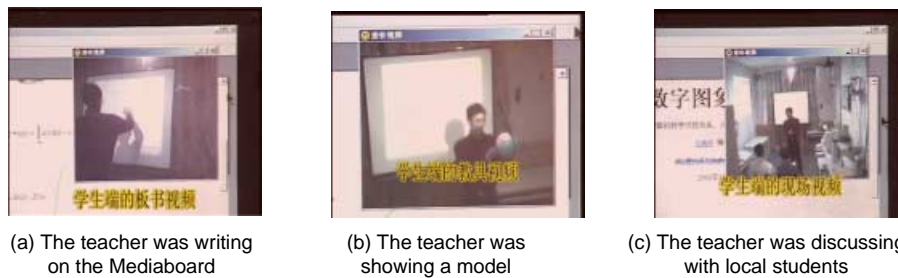 学生端的板书视频
(a) The teacher was writing
on the Mediaboard
学生端的教具视频
(b) The teacher was
showing a model
数字图象
学生端的现场视频
(c) The teacher was discussing
with local students